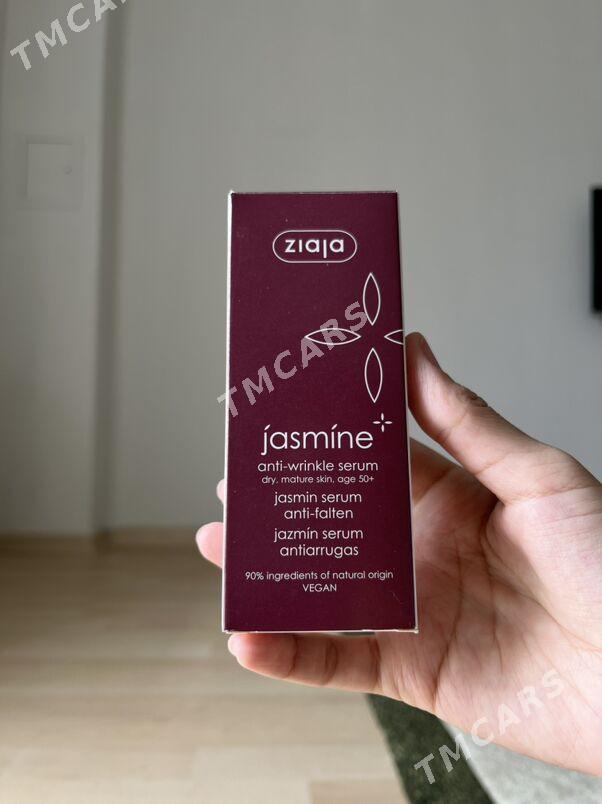 TMCARS
ziaja
TMCARS
jasmíne+
anti-wrinkle serum
dry, mature skin, age 50+
jasmin serum
anti-falten
jazmín serum
antiarrugas
90% ingredients of natural origin
VEGAN
TMCARS